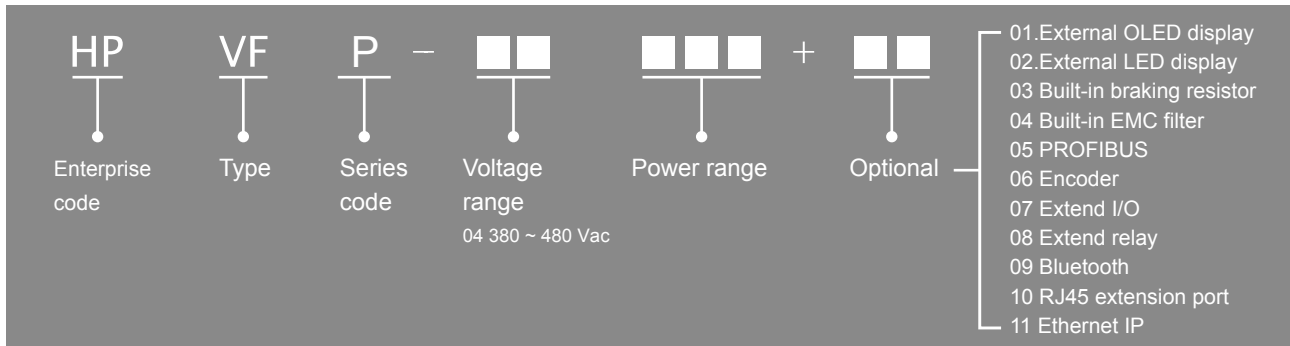 HP VF P – +
Enterprise
code
Type
Series
code
Voltage
range
04 380 ~ 480 Vac
Power range
Optional
01.External OLED display
02.External LED display
03 Built-in braking resistor
04 Built-in EMC filter
05 PROFIBUS
06 Encoder
07 Extend I/O
08 Extend relay
09 Bluetooth
10 RJ45 extension port
11 Ethernet IP